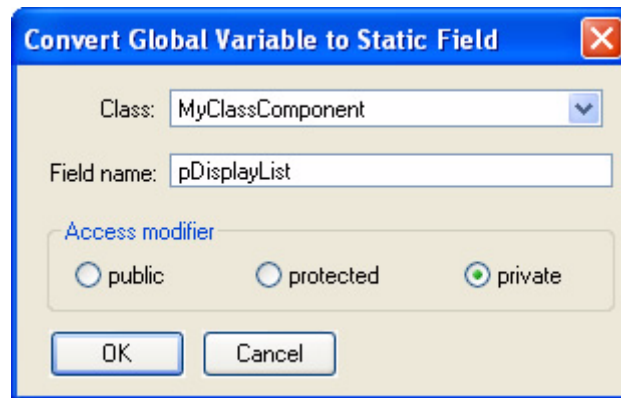 Convert Global Variable to Static Field
Class: MyClassComponent
Field name: pDisplayList
Access modifier
public protected private
OK Cancel